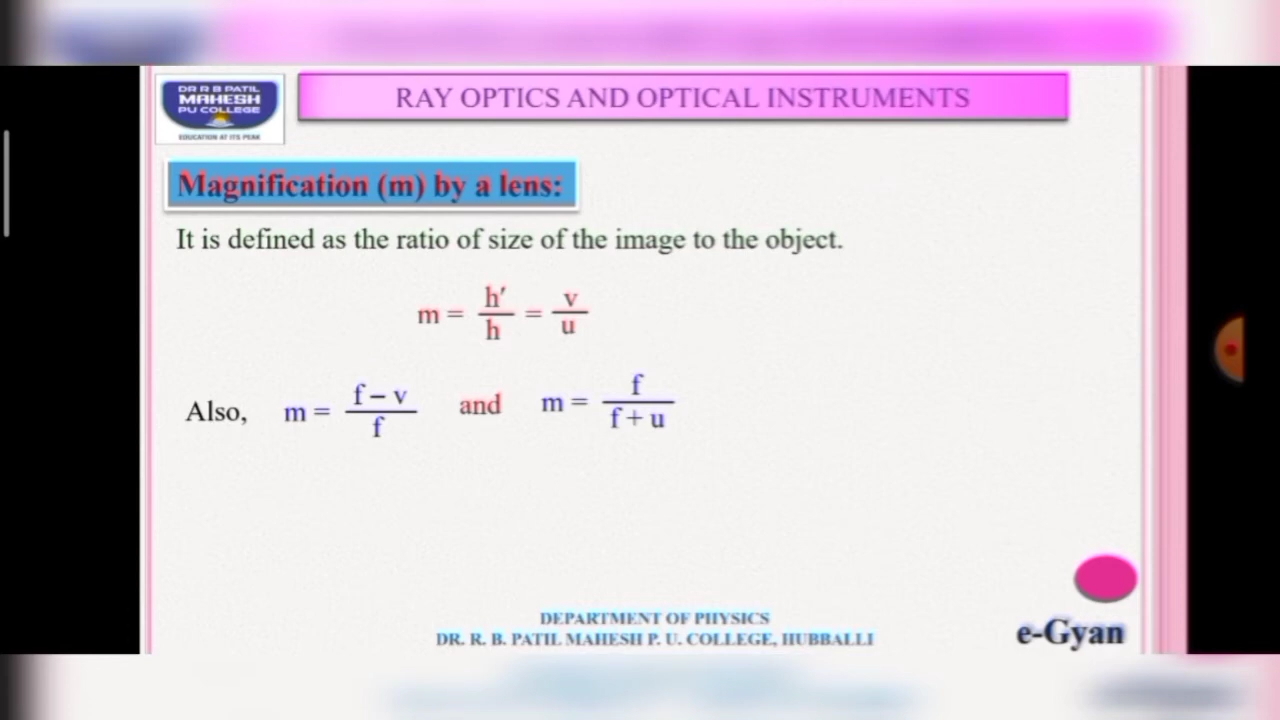 DR R B PATIL
MAHESH
PU COLLEGE
EDUCATION AT ITS PEAK
RAY OPTICS AND OPTICAL INSTRUMENTS
Magnification (m) by a lens:
It is defined as the ratio of size of the image to the object.
m = h′/h = v/u
Also, m = f – v/f and m = f/f + u
DEPARTMENT OF PHYSICS
DR. R. B. PATIL MAHESH P. U. COLLEGE, HUBBALLI
e-Gyan